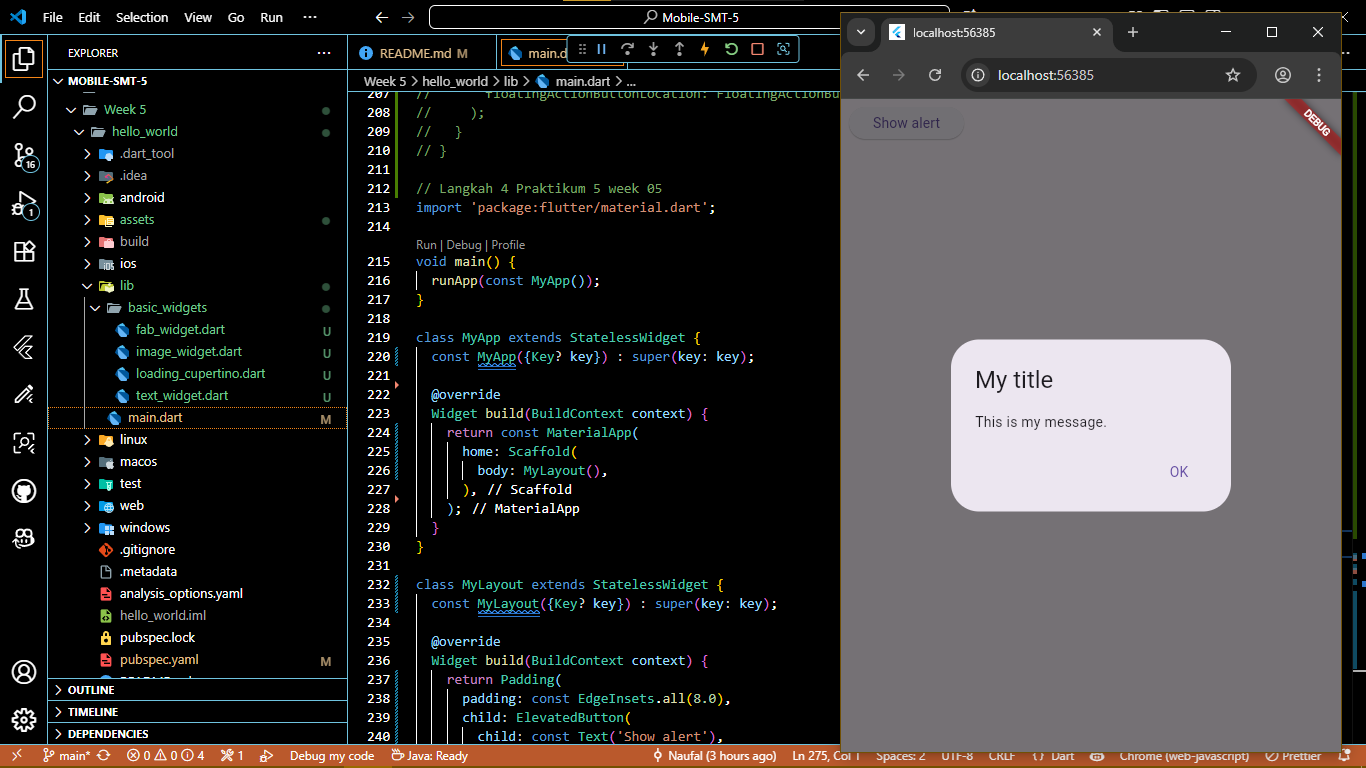 File Edit Selection View Go Run ··· Mobile-SMT-5
EXPLORER ···
MOBILE-SMT-5
Week 5
hello_world
.dart_tool
.idea
android
assets
build
ios
lib
basic_widgets
fab_widget.dart U
image_widget.dart U
loading_cupertino.dart U
text_widget.dart U
main.dart M
linux
macos
test
web
windows
.gitignore
.metadata
analysis_options.yaml
hello_world.iml
pubspec.lock
pubspec.yaml M
OUTLINE
TIMELINE
DEPENDENCIES
16
1
README.md M main.d
Week 5 > hello_world > lib > main.dart > ...
207 // floatingActionButtonLocation: FloatingActionBu
208 // );
209 // }
210 // }
211
212 // Langkah 4 Praktikum 5 week 05
213 import 'package:flutter/material.dart';
214
Run | Debug | Profile
215 void main() {
216 runApp(const MyApp());
217 }
218
219 class MyApp extends StatelessWidget {
220 const MyApp({Key? key}) : super(key: key);
221
222 @override
223 Widget build(BuildContext context) {
224 return const MaterialApp(
225 home: Scaffold(
226 body: MyLayout(),
227 ), // Scaffold
228 ); // MaterialApp
229 }
230 }
231
232 class MyLayout extends StatelessWidget {
233 const MyLayout({Key? key}) : super(key: key);
234
235 @override
236 Widget build(BuildContext context) {
237 return Padding(
238 padding: const EdgeInsets.all(8.0),
239 child: ElevatedButton(
240 child: const Text('Show alert'),
localhost:56385
localhost:56385
Show alert
DEBUG
My title
This is my message.
OK
main* 0 0 4 1 Debug my code Java: Ready Naufal (3 hours ago) Ln 275, Col 1 Spaces: 2 UTF-8 CRLF {} Dart Chrome (web-javascript) Prettier